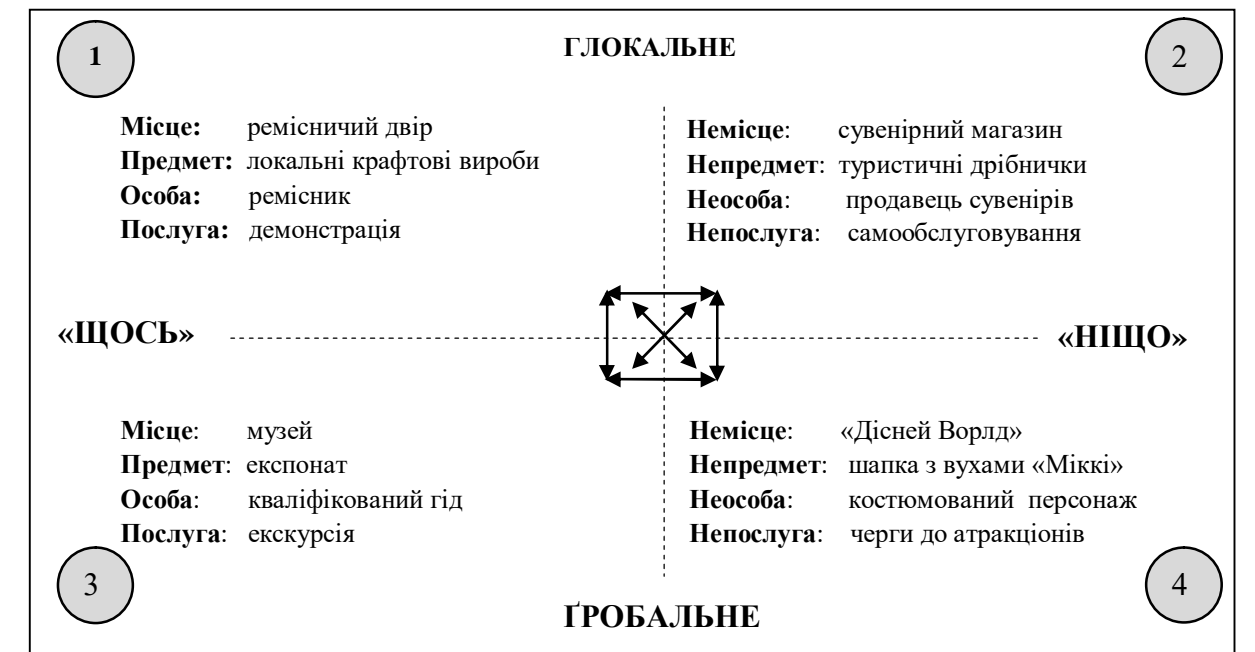 1
ГЛОКАЛЬНЕ
2
Місце: ремісничий двір
Предмет: локальні крафтові вироби
Особа: ремісник
Послуга: демонстрація
Немісце: сувенірний магазин
Непредмет: туристичні дрібнички
Неособа: продавець сувенірів
Непослуга: самообслуговування
«ЩОСЬ»
«НІЩО»
Місце: музей
Предмет: експонат
Особа: кваліфікований гід
Послуга: екскурсія
Немісце: «Дісней Ворлд»
Непредмет: шапка з вухами «Міккі»
Неособа: костюмований персонаж
Непослуга: черги до атракціонів
3
ҐРОБАЛЬНЕ
4